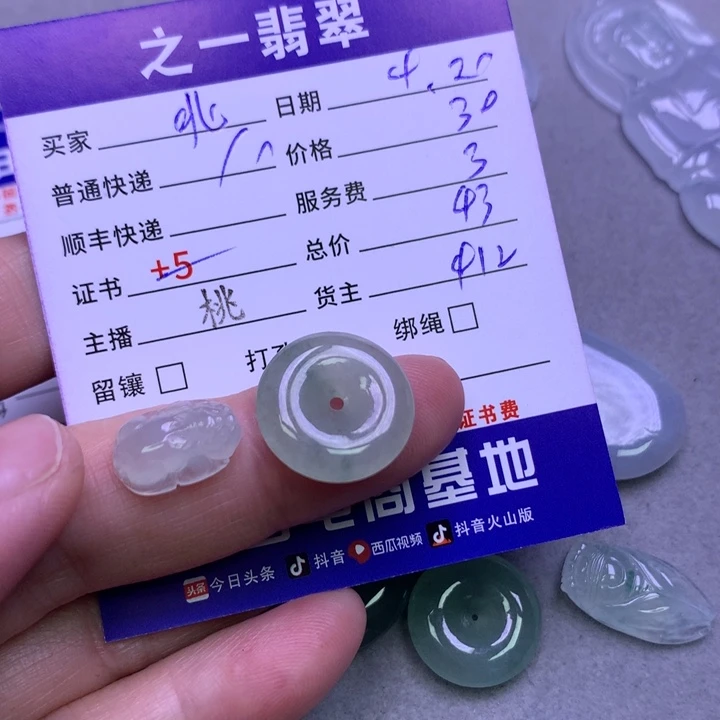 之一翡翠
买家 桃 日期 4.20
普通快递 10 价格 30
顺丰快递 服务费 3
证书 +5 总价 43
主播 桃 货主 412
留镶 □ 打 绑绳 □
证书费
基地
头条 今日头条 抖音 西瓜视频 抖音火山版